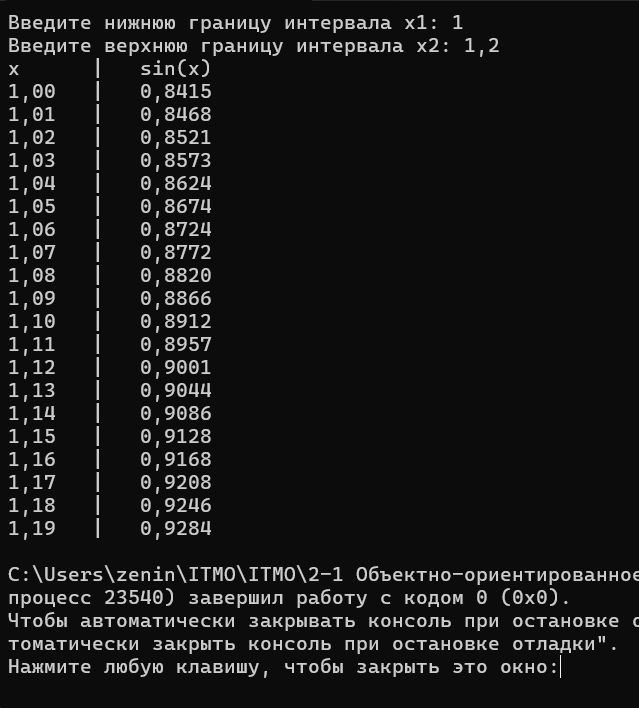 Введите нижнюю границу интервала x1: 1
Введите верхнюю границу интервала x2: 1,2
x | sin(x)
1,00 | 0,8415
1,01 | 0,8468
1,02 | 0,8521
1,03 | 0,8573
1,04 | 0,8624
1,05 | 0,8674
1,06 | 0,8724
1,07 | 0,8772
1,08 | 0,8820
1,09 | 0,8866
1,10 | 0,8912
1,11 | 0,8957
1,12 | 0,9001
1,13 | 0,9044
1,14 | 0,9086
1,15 | 0,9128
1,16 | 0,9168
1,17 | 0,9208
1,18 | 0,9246
1,19 | 0,9284
C:\Users\zenin\ITMO\ITMO\2-1 Объектно-ориентированное
процесс 23540) завершил работу с кодом 0 (0x0).
Чтобы автоматически закрывать консоль при остановке о
томатически закрыть консоль при остановке отладки".
Нажмите любую клавишу, чтобы закрыть это окно: